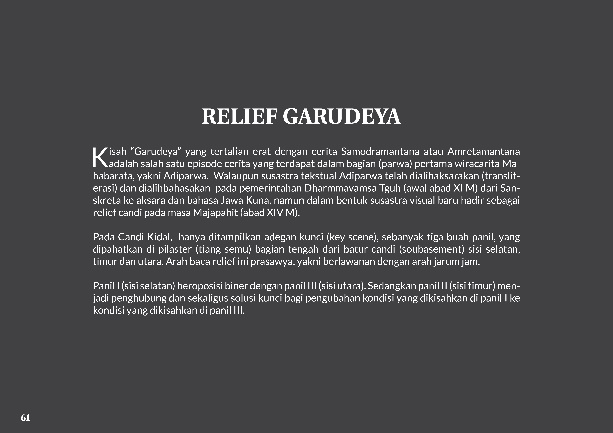 RELIEF GARUDEYA
Kisah “Garudeya” yang tertalian erat dengan cerita Samudramantana atau Amretamantana
adalah salah satu episode cerita yang terdapat dalam bagian (parwa) pertama wiracarita Ma-
habarata, yakni Adiparwa. Walaupun susastra tekstual Adiparwa telah dialihaksarakan (translit-
erasi) dan dialihbahasakan pada pemerintahan Dharmmavamsa Tguh (awal abad XI M) dari San-
skreta ke aksara dan bahasa Jawa Kuna, namun dalam bentuk susastra visual baru hadir sebagai
relief candi pada masa Majapahit (abad XIV M).
Pada Candi Kidal, hanya ditampilkan adegan kunci (key scene), sebanyak tiga buah panil, yang
dipahatkan di pilaster (tiang semu) bagian tengah dari batur candi (soubasement) sisi selatan,
timur dan utara. Arah baca relief ini prasawya, yakni berlawanan dengan arah jarum jam.
Panil I (sisi selatan) beroposisi biner dengan panil III (sisi utara). Sedangkan panil II (sisi timur) men-
jadi penghubung dan sekaligus solusi kunci bagi pengubahan kondisi yang dikisahkan di panil I ke
kondisi yang dikisahkan di panil III.
61